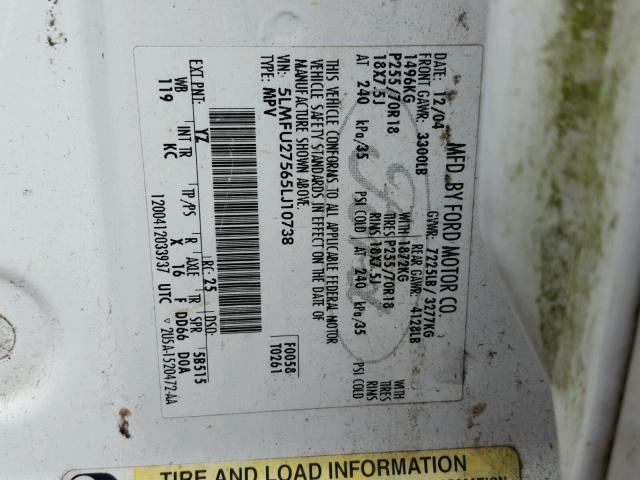 MFD. BY FORD MOTOR CO.
DATE: 12/04 GVWR: 7225LB / 3277KG
FRONT GAWR: 3300LB REAR GAWR: 4128LB
1496KG WITH 1872KG WITH
P255/70R18 TIRES P255/70R18 TIRES
18X7.5J RIMS 18X7.5J RIMS
AT 240 kPa/35 PSI COLD AT 240 kPa/35 PSI COLD
THIS VEHICLE CONFORMS TO ALL APPLICABLE FEDERAL MOTOR
VEHICLE SAFETY STANDARDS IN EFFECT ON THE DATE OF
MANUFACTURE SHOWN ABOVE.
VIN: 5LMFU27565LJ10738 F0058
TYPE: MPV T0261
EXT PNT: YZ RC: 25 DSO:
WB INT TR TP/PS R AXLE TR SPR 5B515
119 KC X 16 F DD66 D0A
1200412033937 UTC ▽ 2U5A-1520472-AA
TIRE AND LOAD INFORMATION